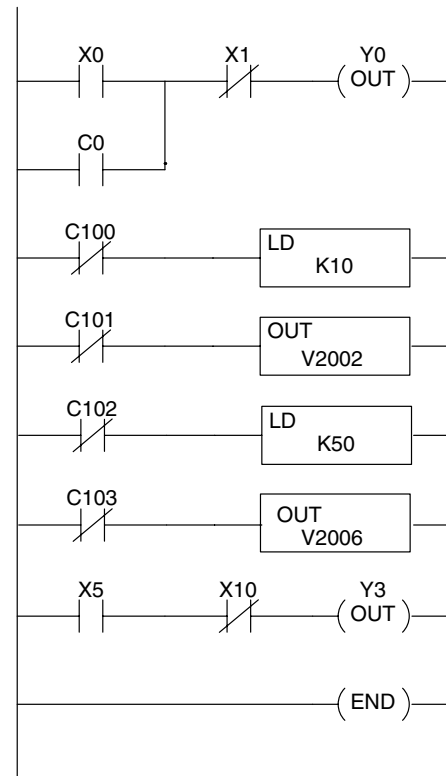 X0 X1 Y0
OUT
C0
C100
LD
K10
C101
OUT
V2002
C102
LD
K50
C103
OUT
V2006
X5 X10 Y3
OUT
END